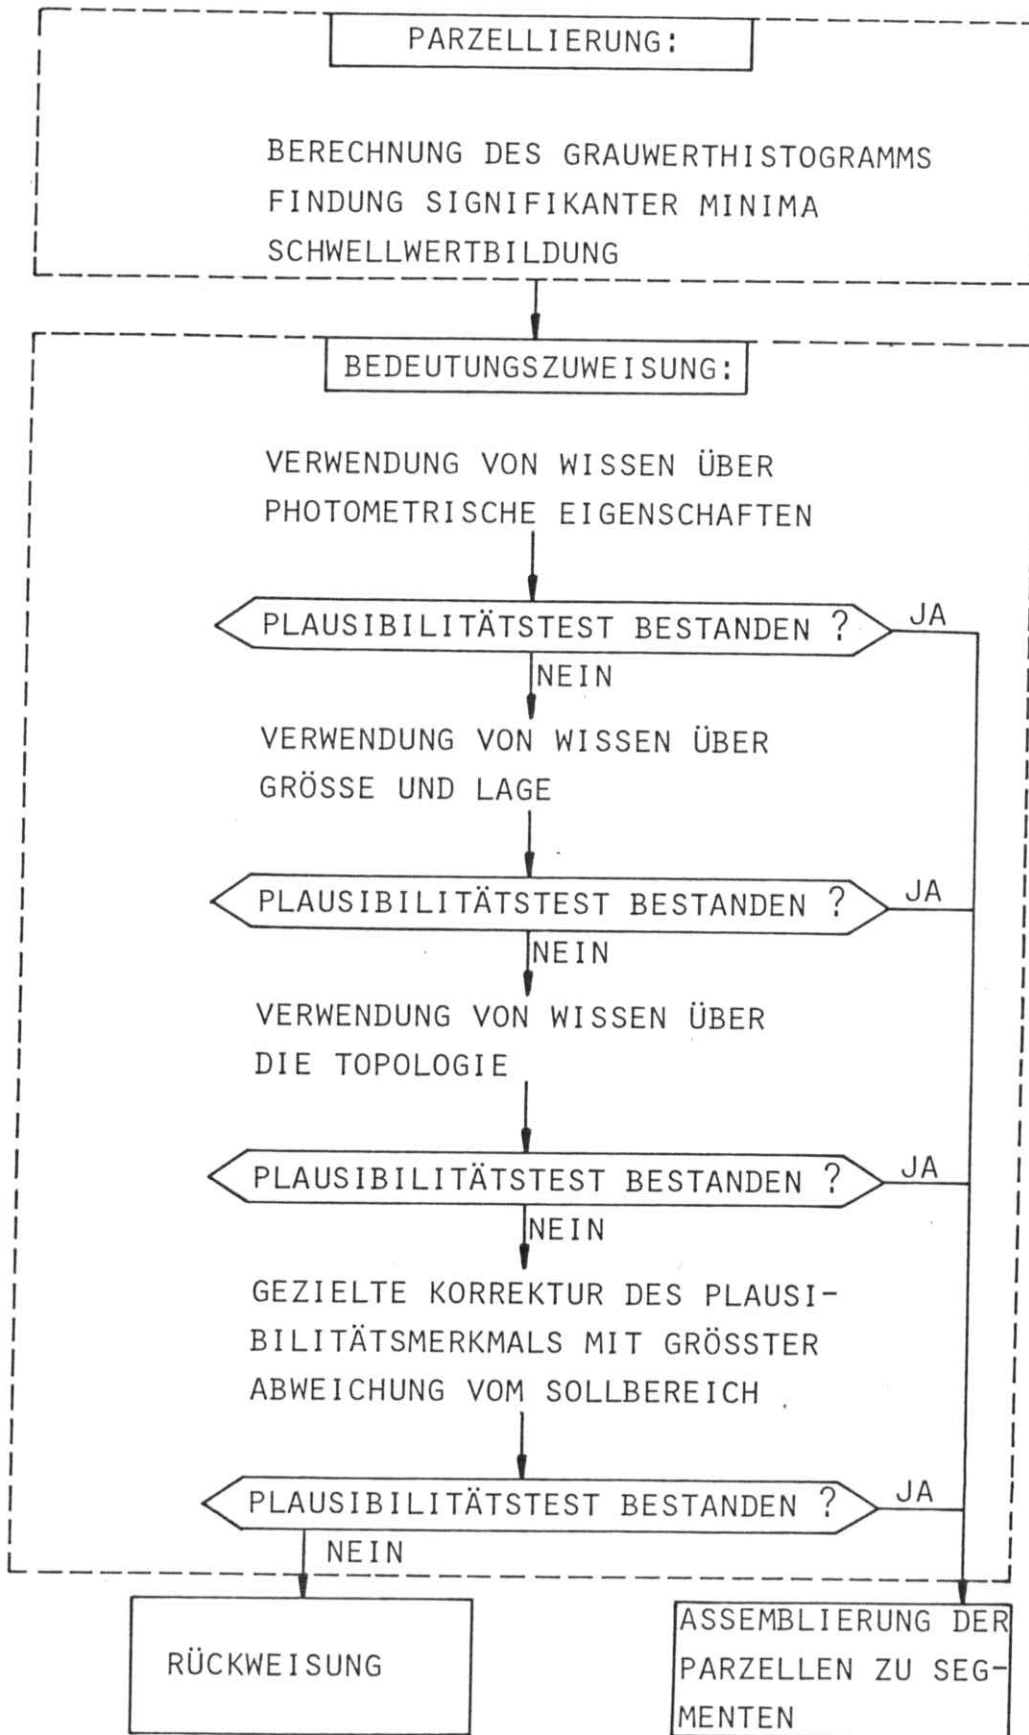 PARZELLIERUNG:
BERECHNUNG DES GRAUWERTHISTOGRAMMS
FINDUNG SIGNIFIKANTER MINIMA
SCHWELLWERTBILDUNG
BEDEUTUNGSZUWEISUNG:
VERWENDUNG VON WISSEN ÜBER
PHOTOMETRISCHE EIGENSCHAFTEN
PLAUSIBILITÄTSTEST BESTANDEN ?
JA
NEIN
VERWENDUNG VON WISSEN ÜBER
GRÖSSE UND LAGE
PLAUSIBILITÄTSTEST BESTANDEN ?
JA
NEIN
VERWENDUNG VON WISSEN ÜBER
DIE TOPOLOGIE
PLAUSIBILITÄTSTEST BESTANDEN ?
JA
NEIN
GEZIELTE KORREKTUR DES PLAUSI-
BILITÄTSMERKMALS MIT GRÖSSTER
ABWEICHUNG VOM SOLLBEREICH
PLAUSIBILITÄTSTEST BESTANDEN ?
JA
NEIN
RÜCKWEISUNG
ASSEMBLIERUNG DER
PARZELLEN ZU SEG-
MENTEN